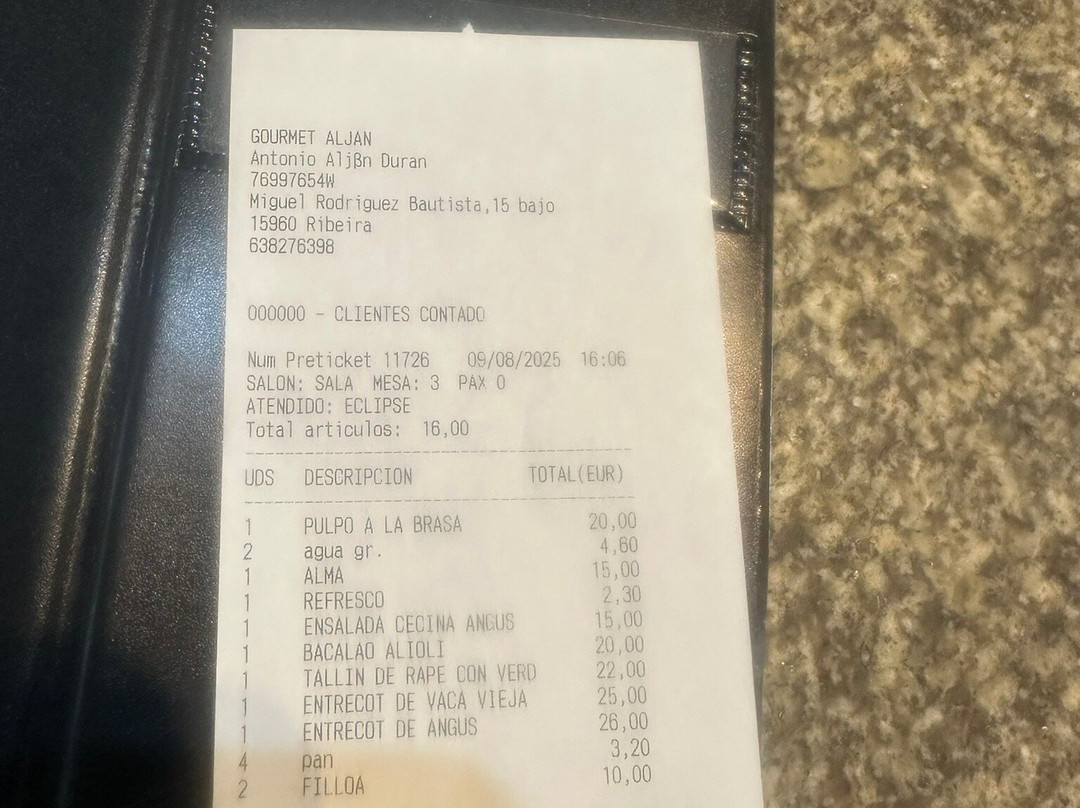 GOURMET ALJAN
Antonio Aljßn Duran
76997654W
Miguel Rodriguez Bautista,15 bajo
15960 Ribeira
638276398
000000 - CLIENTES CONTADO
Num Preticket 11726 09/08/2025 16:06
SALON: SALA MESA: 3 PAX 0
ATENDIDO: ECLIPSE
Total articulos: 16,00
UDS DESCRIPCION TOTAL(EUR)
1 PULPO A LA BRASA 20,00
2 agua gr. 4,60
1 ALMA 15,00
1 REFRESCO 2,30
1 ENSALADA CECINA ANGUS 15,00
1 BACALAO ALIOLI 20,00
1 TALLIN DE RAPE CON VERD 22,00
1 ENTRECOT DE VACA VIEJA 25,00
1 ENTRECOT DE ANGUS 26,00
4 pan 3,20
2 FILLOA 10,00